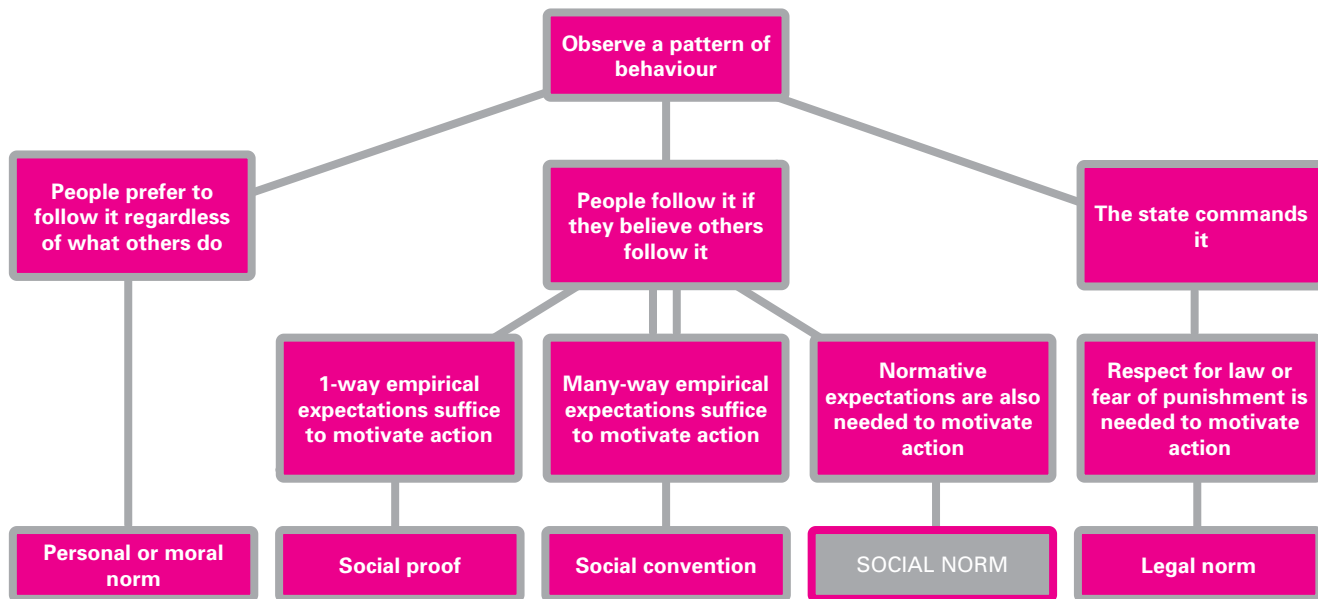 Observe a pattern of
behaviour
People prefer to
follow it regardless
of what others do
People follow it if
they believe others
follow it
The state commands
it
1-way empirical
expectations suffice
to motivate action
Many-way empirical
expectations suffice
to motivate action
Normative
expectations are also
needed to motivate
action
Respect for law or
fear of punishment is
needed to motivate
action
Personal or moral
norm
Social proof
Social convention
SOCIAL NORM
Legal norm